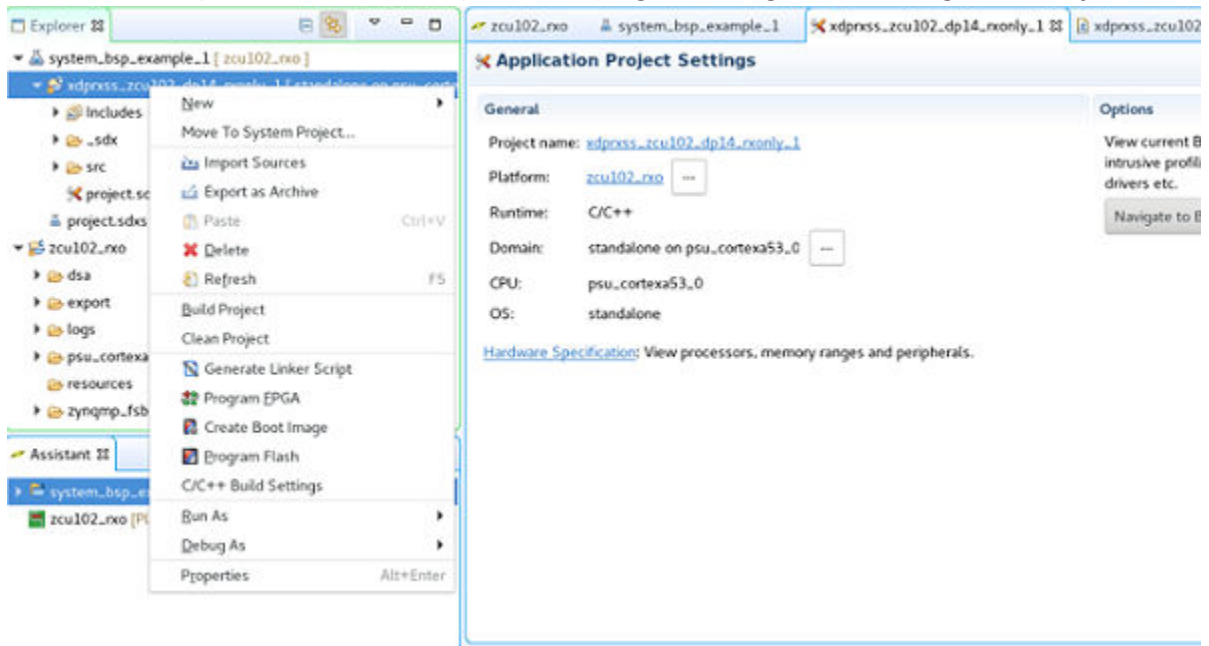 Explorer
system_bsp_example_1 [ zcu102_rxo ]
Includes
_sdx
src
project.sc
project.sdxs
zcu102_rxo
dsa
export
logs
psu_cortexa
resources
zynqmp_fsb
Assistant
system_bsp_e
zcu102_rxo
New
Move To System Project...
Import Sources
Export as Archive
Paste Ctrl+V
Delete
Refresh F5
Build Project
Clean Project
Generate Linker Script
Program FPGA
Create Boot Image
Program Flash
C/C++ Build Settings
Run As
Debug As
Properties Alt+Enter
zcu102_rxo system_bsp_example_1 xdprxss_zcu102_dp14_rxonly_1 xdprxss_zcu102
Application Project Settings
General
Project name: xdprxss_zcu102_dp14_rxonly_1
Platform: zcu102_rxo ...
Runtime: C/C++
Domain: standalone on psu_cortexa53_0 ...
CPU: psu_cortexa53_0
OS: standalone
Hardware Specification: View processors, memory ranges and peripherals.
Options
View current B
intrusive profili
drivers etc.
Navigate to B